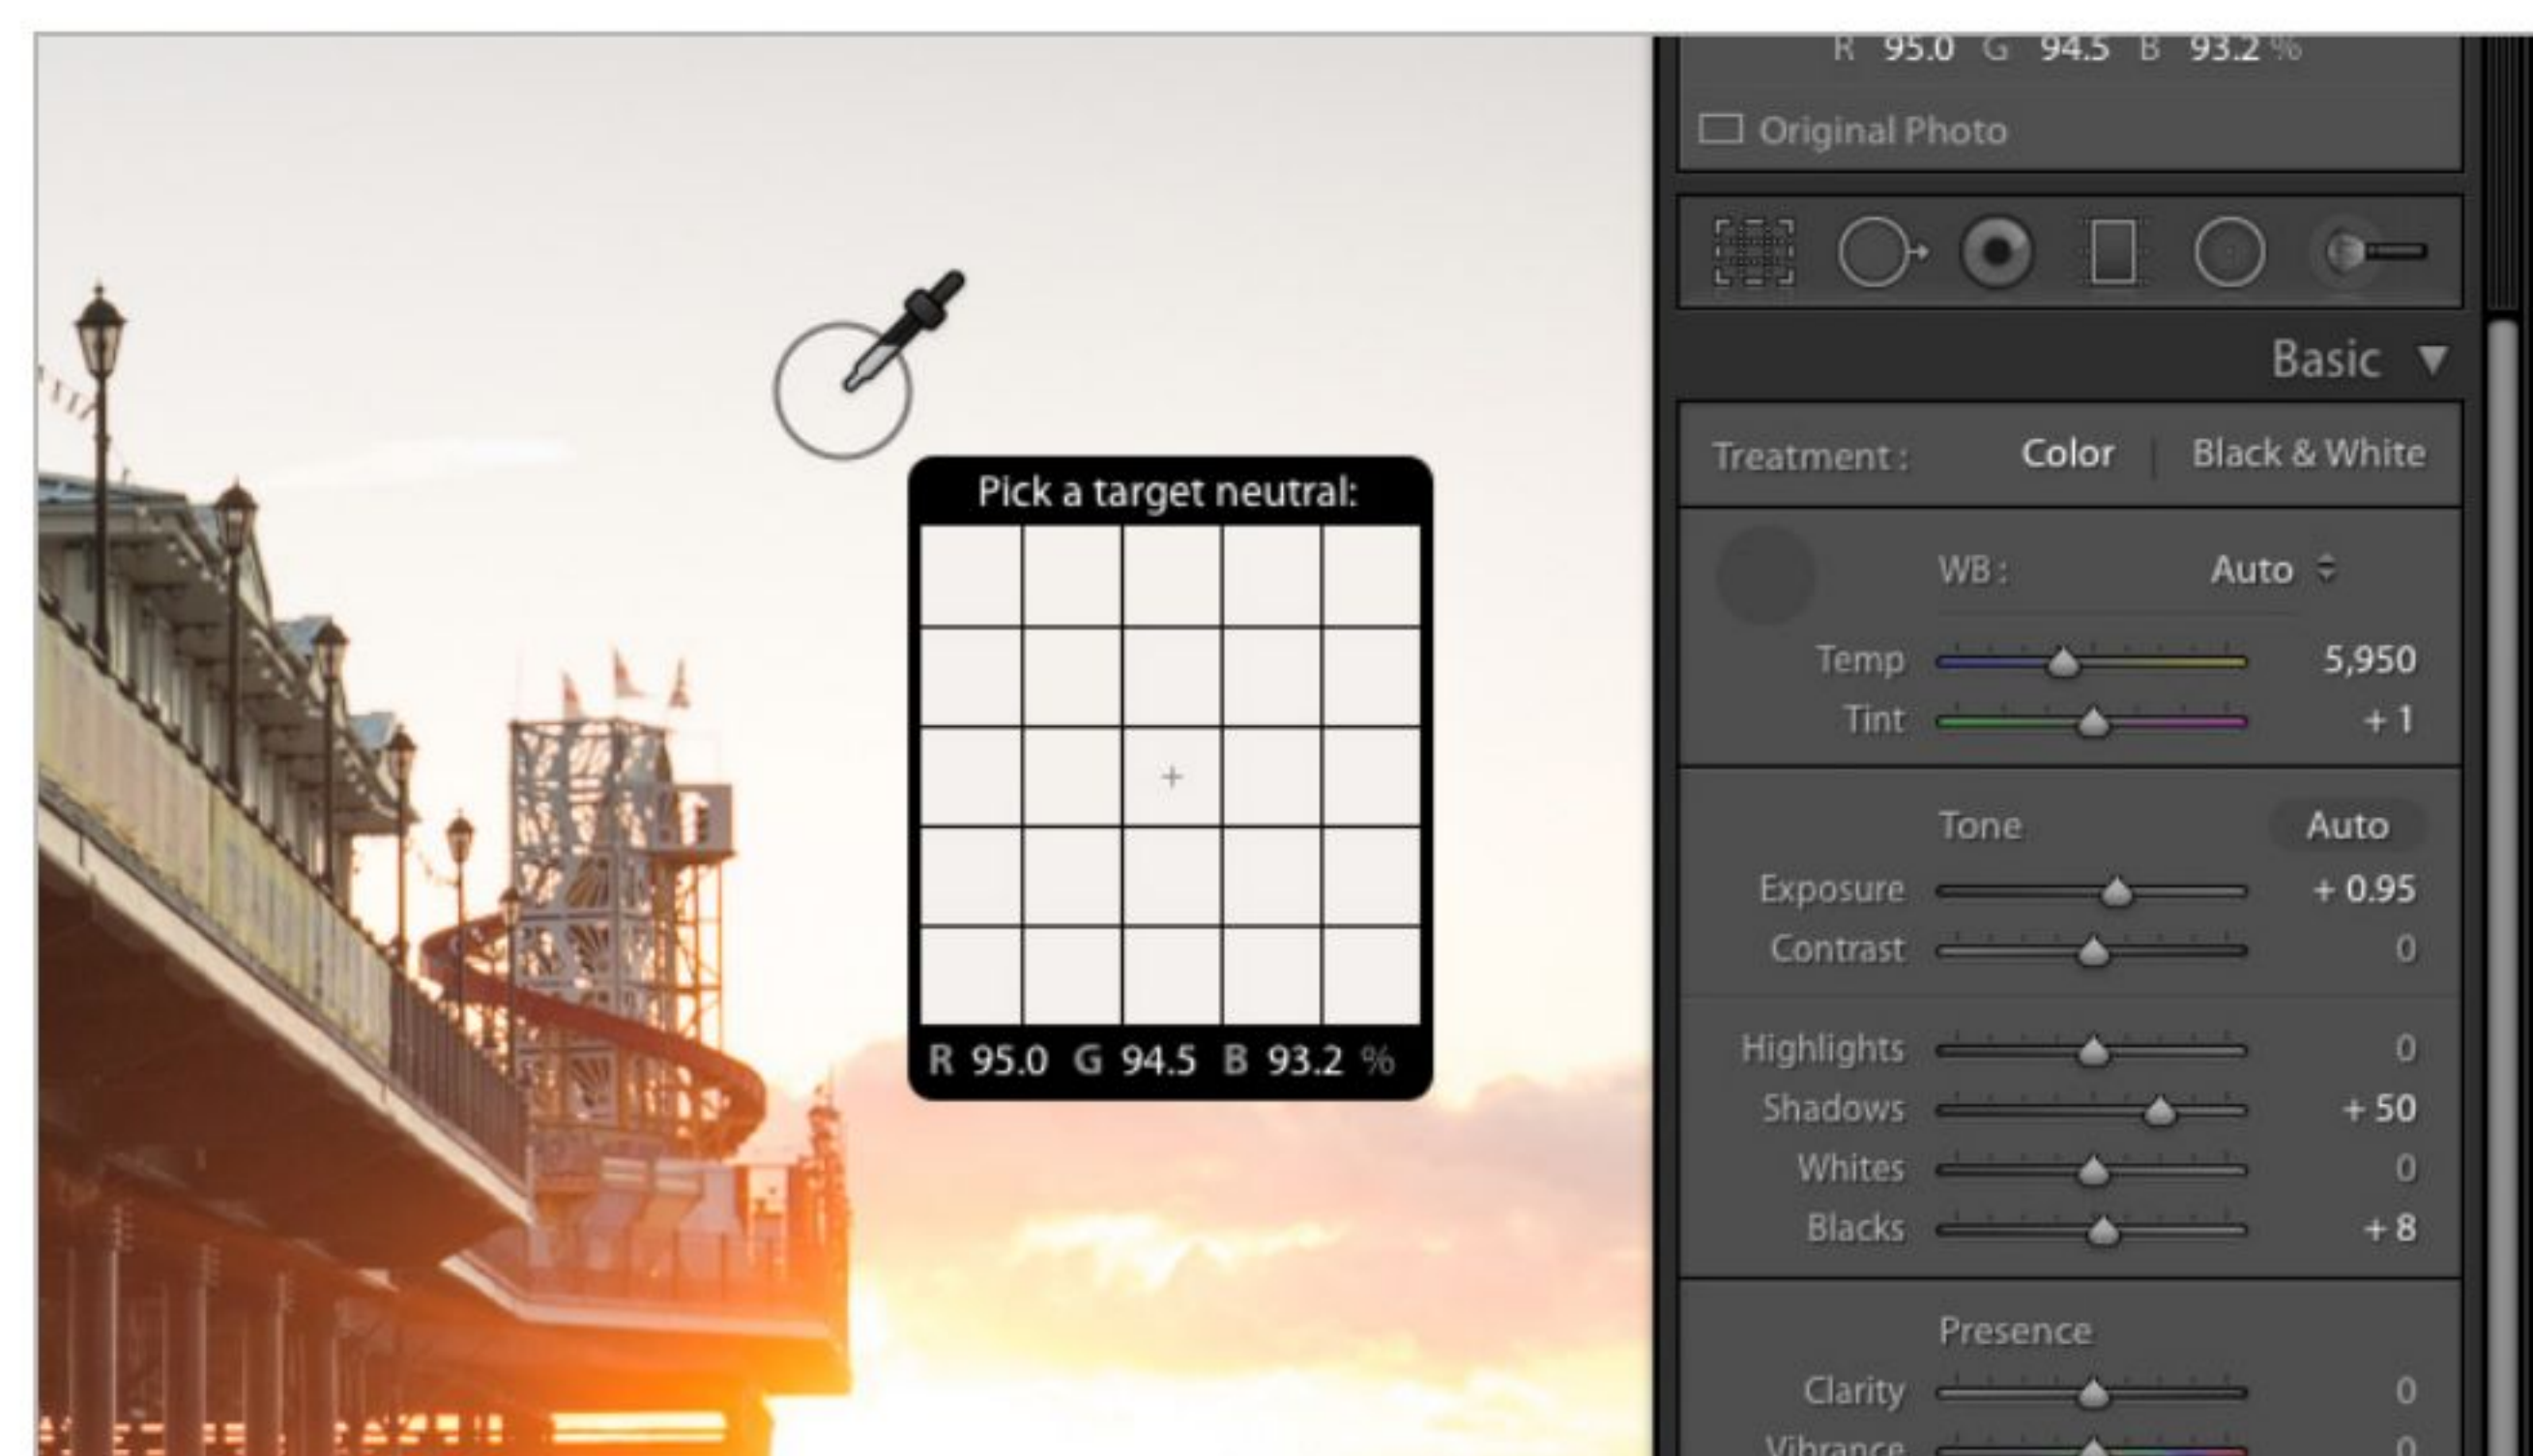 R 95.0 G 94.5 B 93.2 %
Original Photo
Basic
Treatment : Color | Black & White
WB : Auto
Temp 5,950
Tint + 1
Tone Auto
Exposure + 0.95
Contrast 0
Highlights 0
Shadows + 50
Whites 0
Blacks + 8
Presence
Clarity 0
Vibrance 0
Pick a target neutral:
R 95.0 G 94.5 B 93.2 %